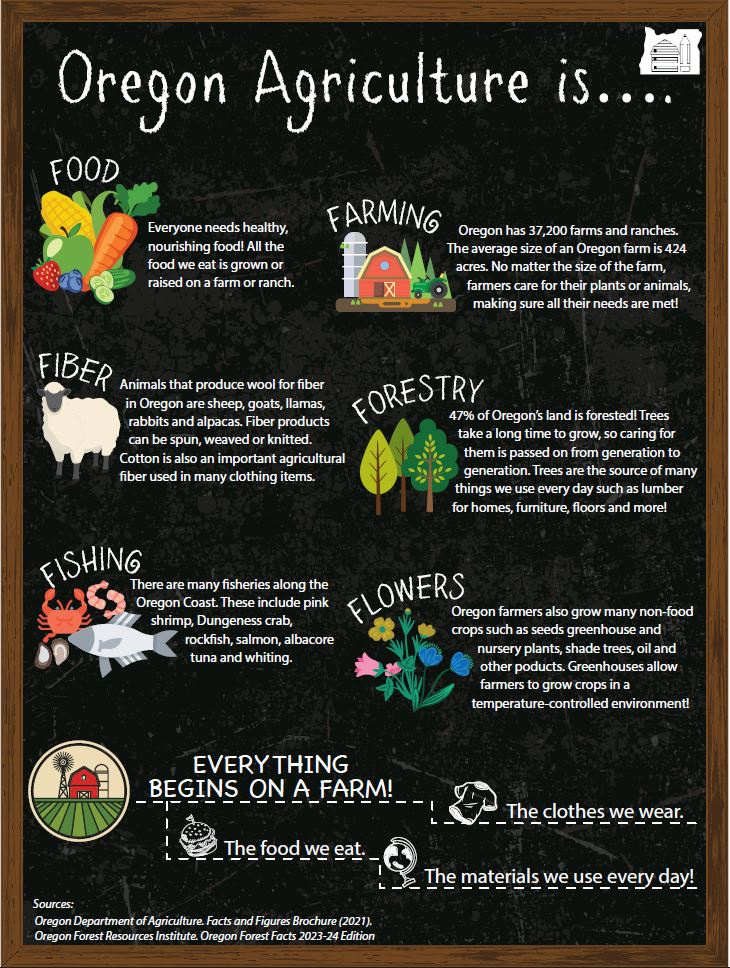 Oregon Agriculture is....
FOOD
Everyone needs healthy,
nourishing food! All the
food we eat is grown or
raised on a farm or ranch.
FARMING
Oregon has 37,200 farms and ranches.
The average size of an Oregon farm is 424
acres. No matter the size of the farm,
farmers care for their plants or animals,
making sure all their needs are met!
FIBER
Animals that produce wool for fiber
in Oregon are sheep, goats, llamas,
rabbits and alpacas. Fiber products
can be spun, weaved or knitted.
Cotton is also an important agricultural
fiber used in many clothing items.
FORESTRY
47% of Oregon's land is forested! Trees
take a long time to grow, so caring for
them is passed on from generation to
generation. Trees are the source of many
things we use every day such as lumber
for homes, furniture, floors and more!
FISHING
There are many fisheries along the
Oregon Coast. These include pink
shrimp, Dungeness crab,
rockfish, salmon, albacore
tuna and whiting.
FLOWERS
Oregon farmers also grow many non-food
crops such as seeds greenhouse and
nursery plants, shade trees, oil and
other poducts. Greenhouses allow
farmers to grow crops in a
temperature-controlled environment!
EVERYTHING
BEGINS ON A FARM!
The clothes we wear.
The food we eat.
The materials we use every day!
Sources:
Oregon Department of Agriculture. Facts and Figures Brochure (2021).
Oregon Forest Resources Institute. Oregon Forest Facts 2023-24 Edition